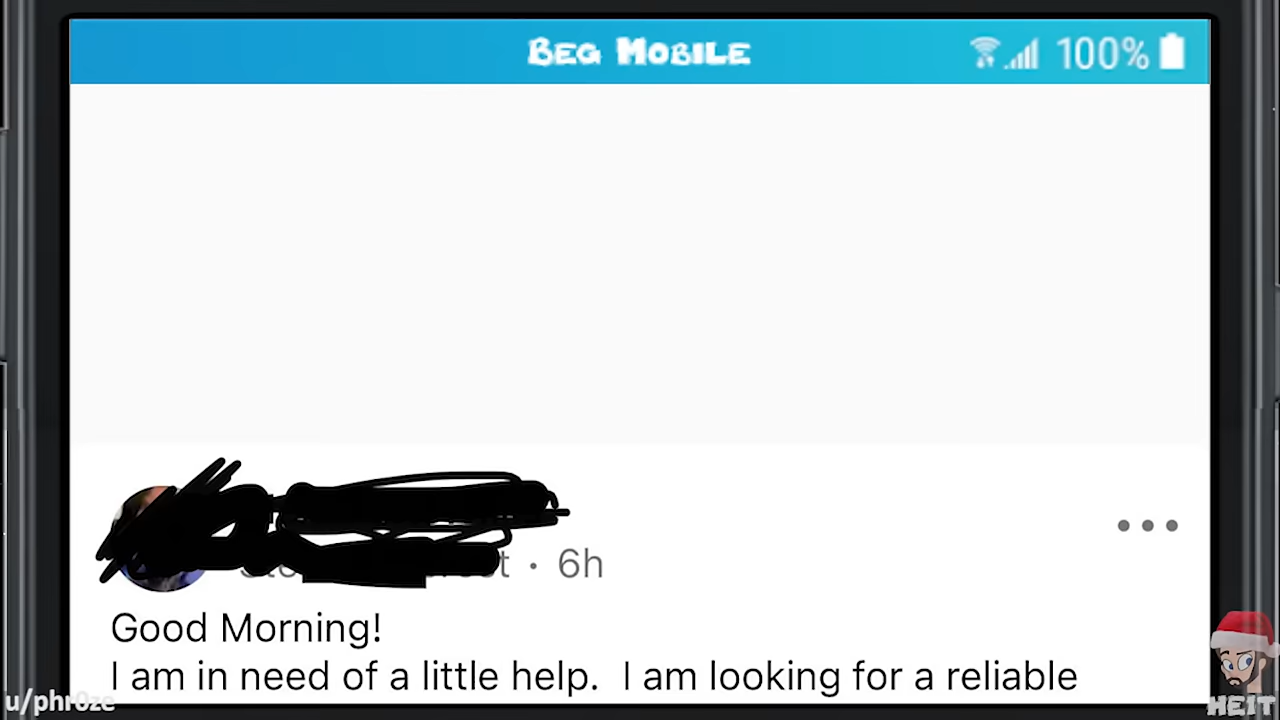 Beg Mobile
100%
· 6h
Good Morning!
I am in need of a little help. I am looking for a reliable
u/phr0ze
HEIT